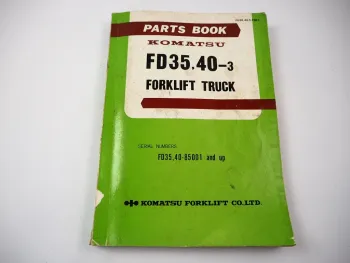 PARTS BOOK
KOMATSU
FD35.40-3
FORKLIFT TRUCK
SERIAL NUMBERS
FD35,40-85001 and up
KOMATSU FORKLIFT CO.LTD.